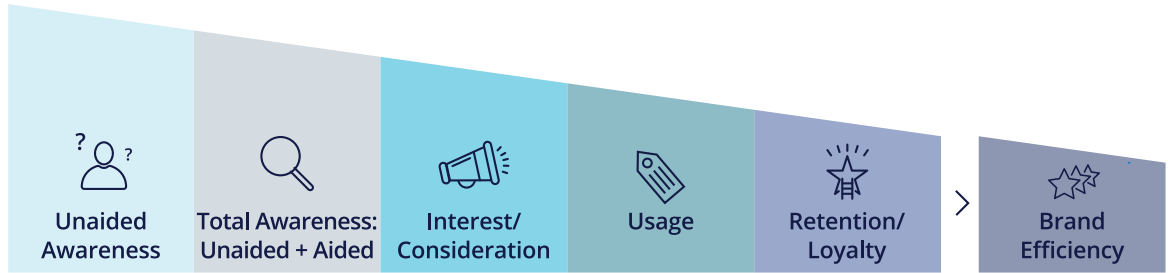 ? ?
Unaided
Awareness
Total Awareness:
Unaided + Aided
Interest/
Consideration
Usage
Retention/
Loyalty
>
Brand
Efficiency